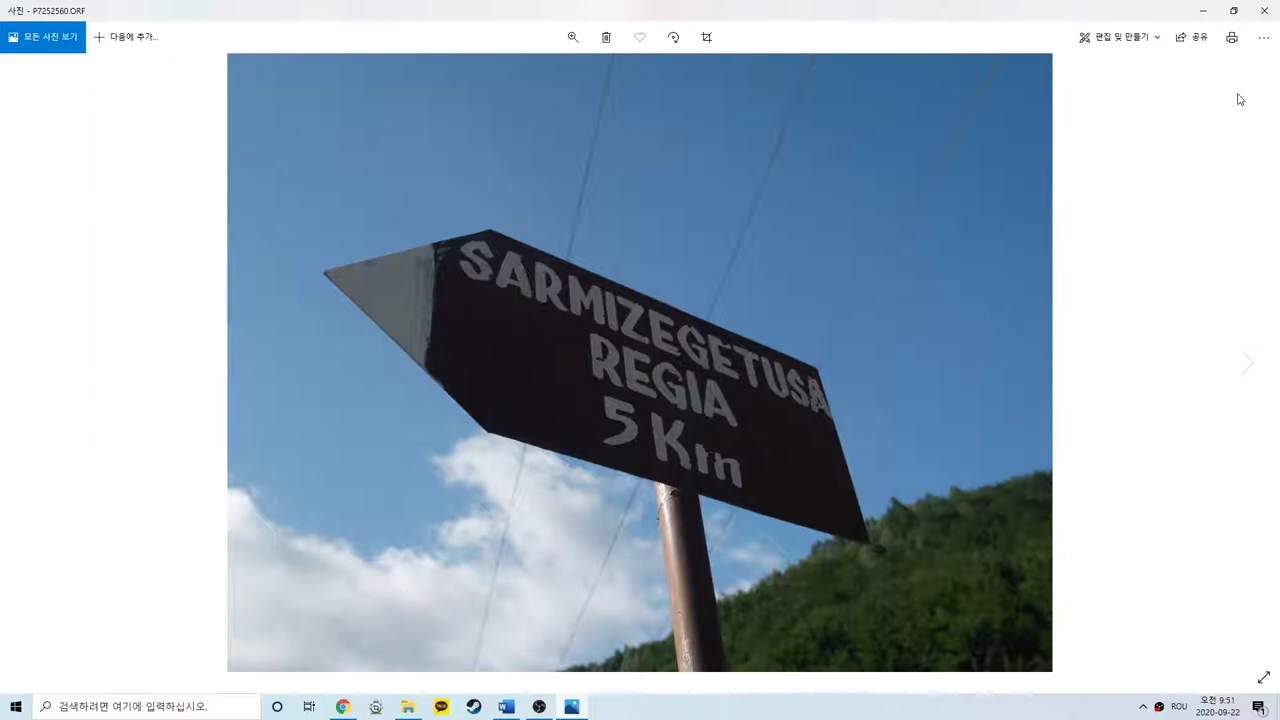 사진 - P7252560.ORF
모든 사진 보기
다음에 추가...
편집 및 만들기
공유
SARMIZEGETUSA
REGIA
5 Km
TALK
검색하려면 여기에 입력하십시오.
ROU
오전 9:51
2020-09-22
1